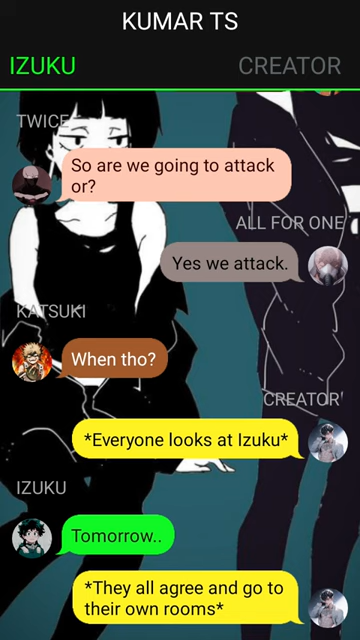 KUMAR TS
IZUKU
CREATOR
TWICE
So are we going to attack
or?
ALL FOR ONE
Yes we attack.
KATSUKI
When tho?
CREATOR
*Everyone looks at Izuku*
IZUKU
Tomorrow..
*They all agree and go to
their own rooms*